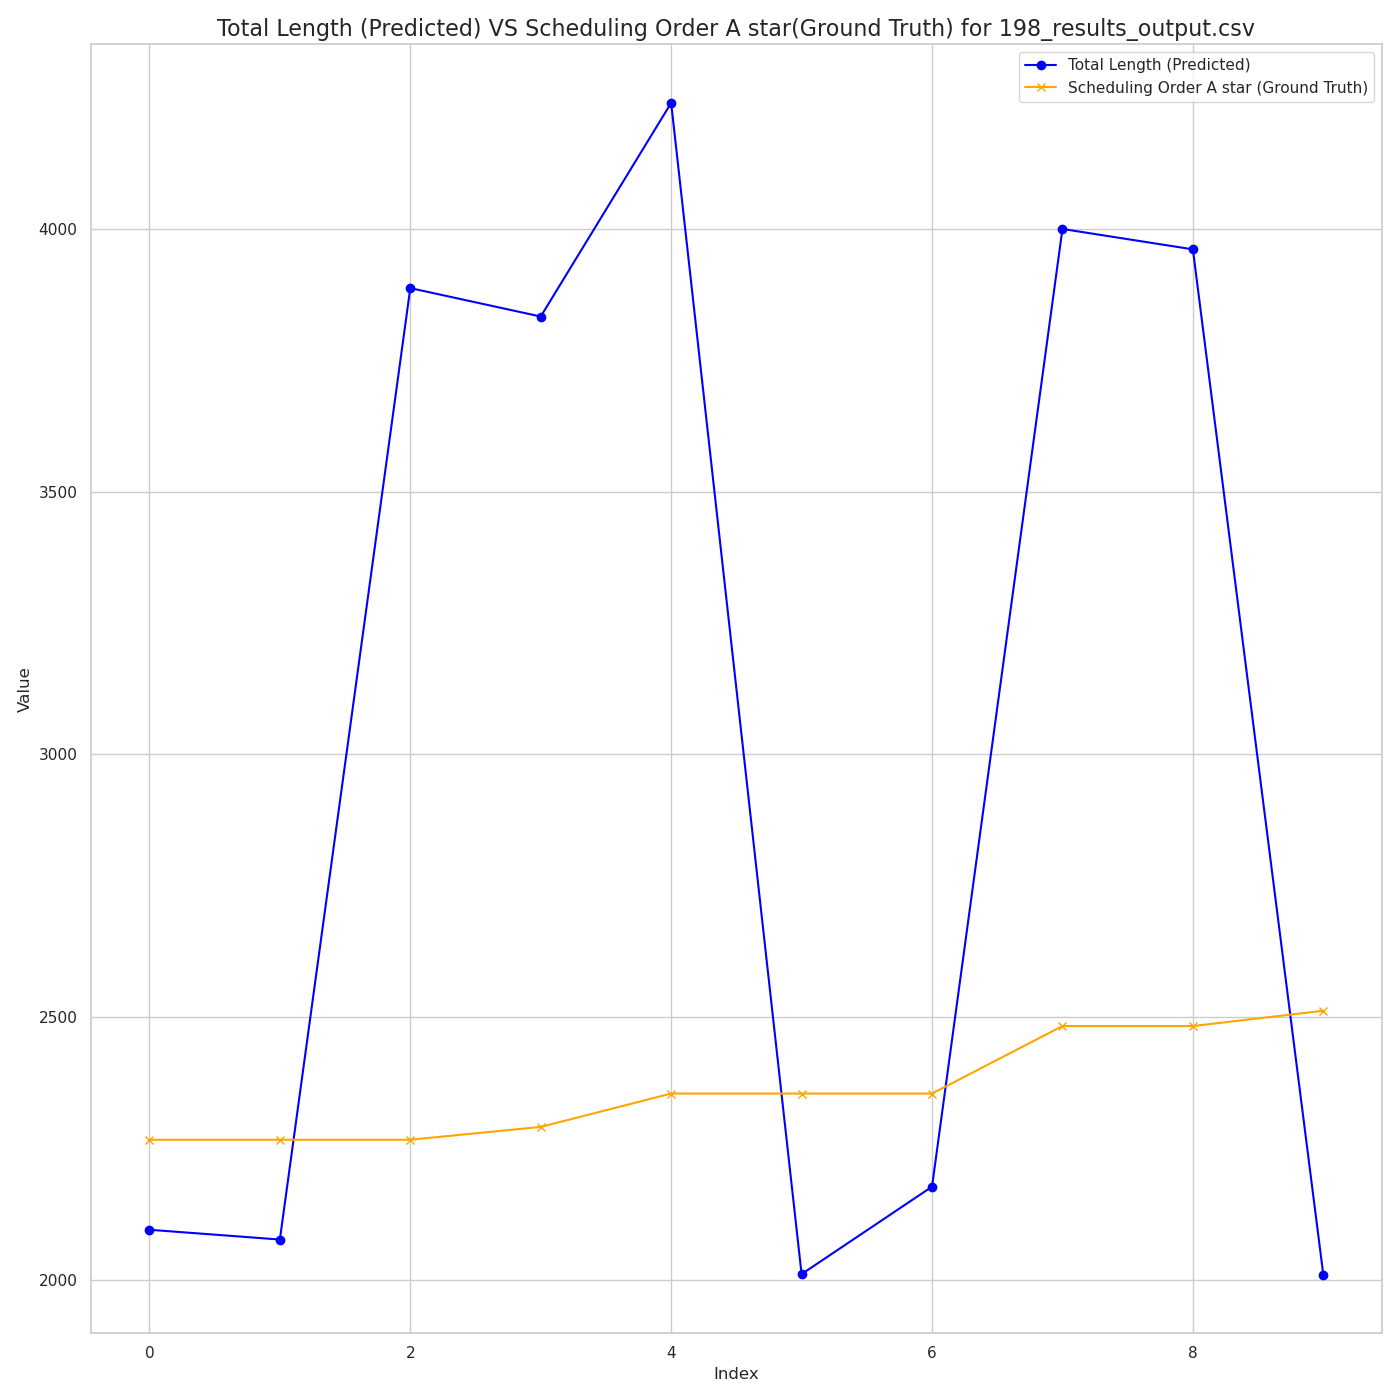 Total Length (Predicted) VS Scheduling Order A star(Ground Truth) for 198_results_output.csv
Total Length (Predicted)
Scheduling Order A star (Ground Truth)
4000
3500
3000
2500
2000
Value
0 2 4 6 8
Index